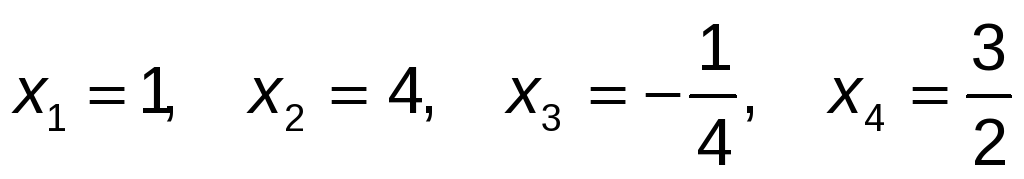 x₁ = 1, x₂ = 4, x₃ = −1/4, x₄ = 3/2